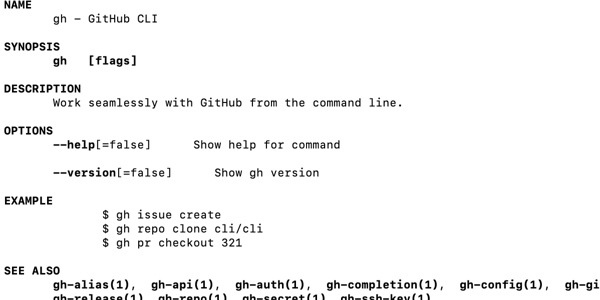 NAME
gh – GitHub CLI
SYNOPSIS
gh [flags]
DESCRIPTION
Work seamlessly with GitHub from the command line.
OPTIONS
--help[=false] Show help for command
--version[=false] Show gh version
EXAMPLE
$ gh issue create
$ gh repo clone cli/cli
$ gh pr checkout 321
SEE ALSO
gh-alias(1), gh-api(1), gh-auth(1), gh-completion(1), gh-config(1), gh-gi
gh-release(1), gh-repo(1), gh-secret(1), gh-ssh-key(1)